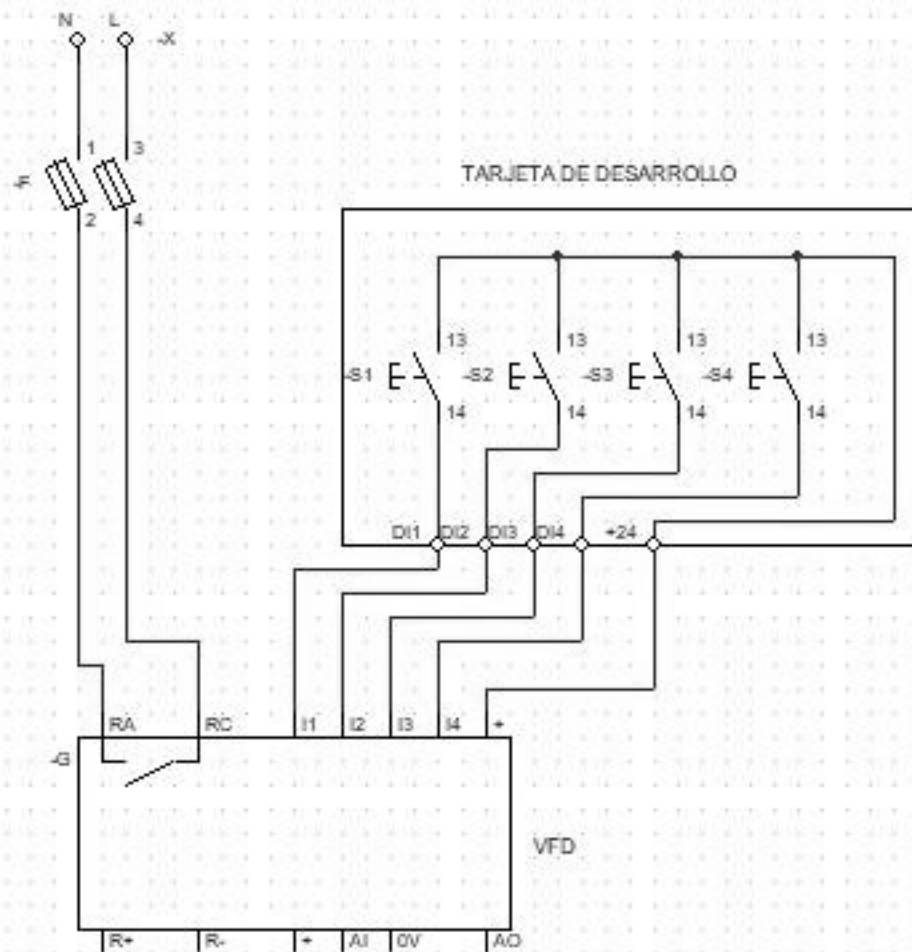 N L -X
1 3
2 4
TARJETA DE DESARROLLO
13 13 13 13
-S1 -S2 -S3 -S4
14 14 14 14
DI1 DI2 DI3 DI4 +24
RA RC I1 I2 I3 I4 +
-G
VFD
R+ R- + AI 0V AO